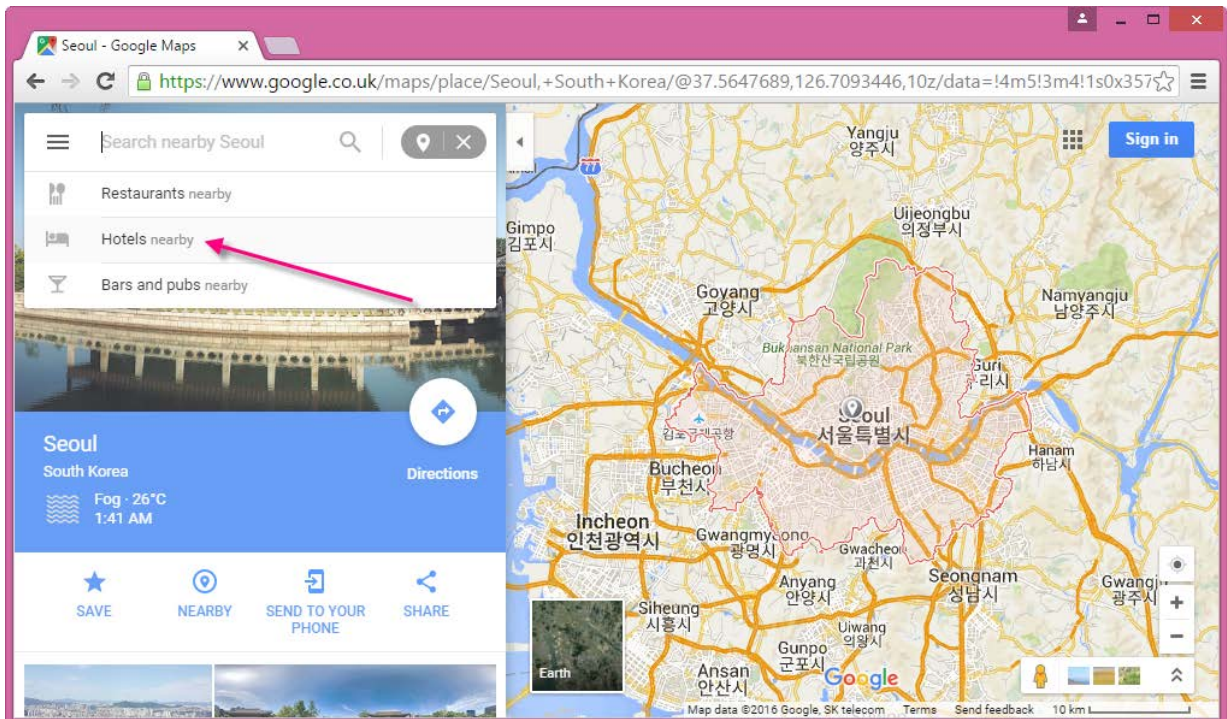 Seoul - Google Maps
https://www.google.co.uk/maps/place/Seoul,+South+Korea/@37.5647689,126.7093446,10z/data=!4m5!3m4!1s0x357
Search nearby Seoul
Restaurants nearby
Hotels nearby
Bars and pubs nearby
Seoul
South Korea
Fog · 26°C
1:41 AM
Directions
SAVE
NEARBY
SEND TO YOUR
PHONE
SHARE
Sign in
77
Yangju
양주시
Uijeongbu
의정부시
Gimpo
김포시
Goyang
고양시
Namyangju
남양주시
Bukhansan National Park
북한산국립공원
Guri
구리시
Seoul
서울특별시
김포국제공항
Hanam
하남시
Bucheon
부천시
Incheon
인천광역시
Gwangmyeong
광명시
Gwacheon
과천시
Anyang
안양시
Seongnam
성남시
Gwangju
광주시
Siheung
시흥시
Uiwang
의왕시
Gunpo
군포시
Ansan
안산시
Earth
Google
Map data ©2016 Google, SK telecom Terms Send feedback 10 km